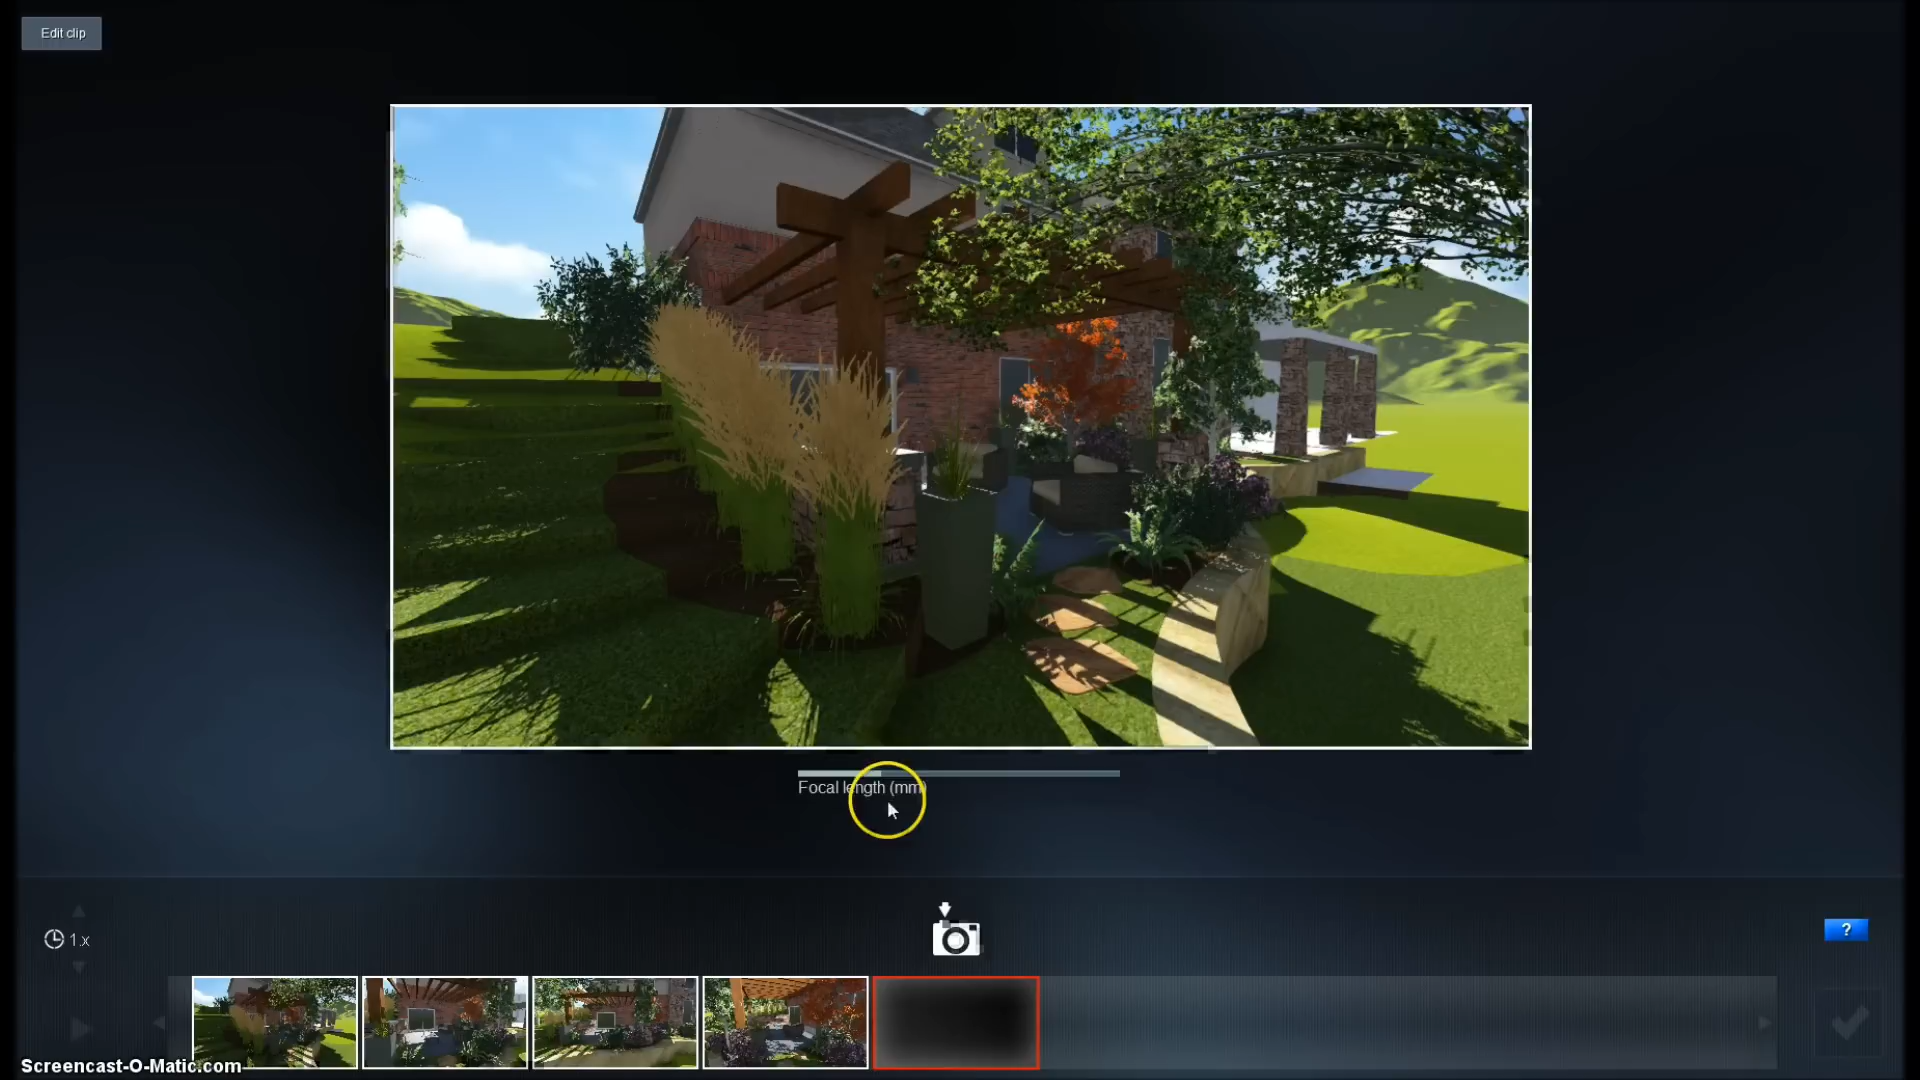 Edit clip
Focal length (mm)
1.x
?
Screencast-O-Matic.com